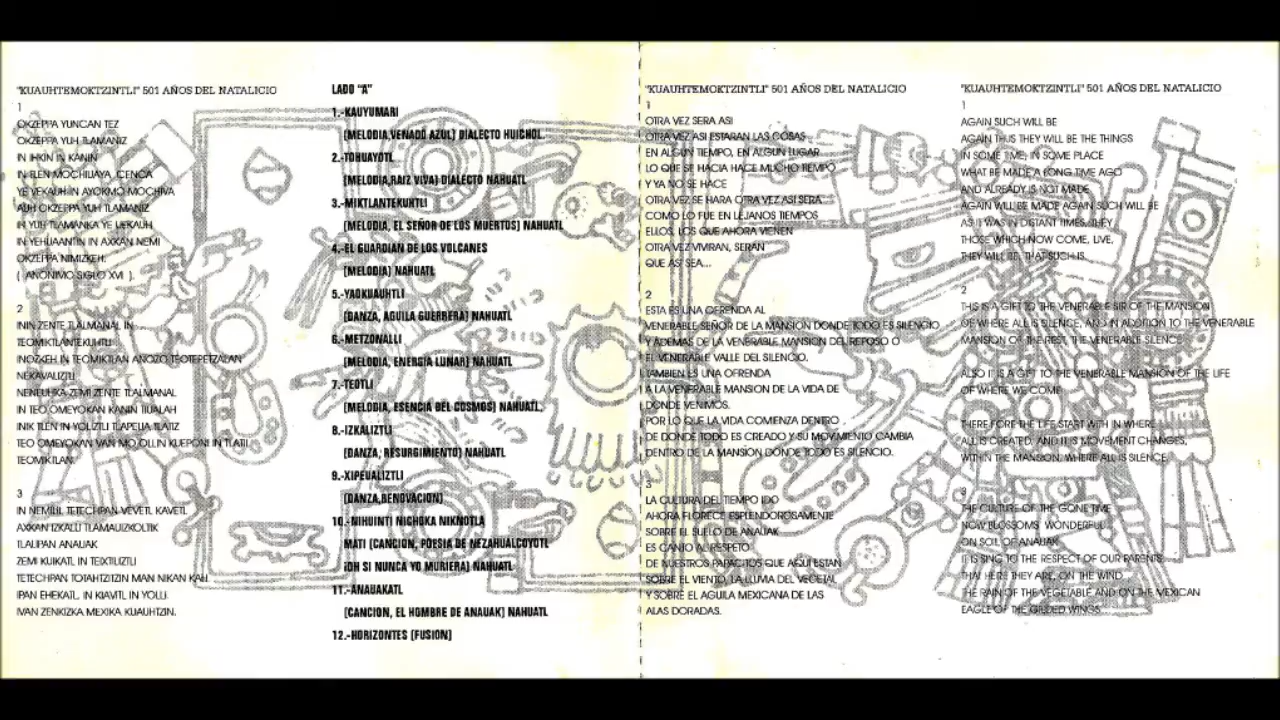 "KUAUHTEMOKTZINTLI" 501 AÑOS DEL NATALICIO
1
OKZEPPA YUNCAN TEZ
OKZEPPA YUH TLAMANIZ
IN IHKIN IN KANIN
IN TLEN MOCHIUAYA, CENCA
YE VEKAUH IN AYOKMO MOCHIVA
AUH OKZEPPA YUH TLAMANIZ
IN YUH TLAMANKA YE UEKAUH
IN YEHUAANTIN IN AXKAN NEMI
OKZEPPA NIMIZKEH.
( ANONIMO SIGLO XVI ).
2
ININ ZENTE TLALMANAL IN
TEOMIKTLANTEKUHTLI
INOZKEH IN TEOMIKTLAN ANOZO TEOTEPETZALAN
NEKAVALIZTLI
NENEUHKA ZEMI ZENTE TLALMANAL
IN TEO OMEYOKAN KANIN TIUALAH
INIK TLEN IN YOLIZTLI TLAPEUA TLATIZ
TEO OMEYOKAN VAN MO OLLIN KUEPONI IN TLATII
TEOMIKTLAN.
3
IN NEMILIL TETECHPAN VEVETL KAVETL
AXKAN IZKALLI TLAMAUIZKOLTIK
TLALIPAN ANAUAK
ZEMI KUIKATL IN TEIXTILIZTLI
TETECHPAN TOTAHTZITZIN MAN NIKAN KAH.
IPAN EHEKATL, IN KIAVITL IN YOLLI
IVAN ZENKIZKA MEXIKA KUAUHTZIN.
LADO "A"
1.-KAUYUMARI
[MELODIA,VENADO AZUL] DIALECTO HUICHOL.
2.-TOHUAYOTL
[MELODIA,RAIZ VIVA] DIALECTO NAHUATL
3.-MIKTLANTEKUHTLI
[MELODIA, EL SEÑOR DE LOS MUERTOS] NAHUATL
4.-EL GUARDIAN DE LOS VOLCANES
[MELODIA] NAHUATL
5.-YAOKUAUHTLI
[DANZA, AGUILA GUERRERA] NAHUATL
6.-METZONALLI
[MELODIA, ENERGIA LUNAR] NAHUATL
7.-TEOTLI
[MELODIA, ESENCIA DEL COSMOS] NAHUATL,
8.-IZKALIZTLI
[DANZA, RESURGIMIENTO] NAHUATL
9.-XIPEUALIZTLI
[DANZA,RENOVACION]
10.-NIHUINTI NICHOKA NIKNOTLA
MATI [CANCION, POESIA DE NEZAHUALCOYOTL
¡OH SI NUNCA YO MURIERA] NAHUATL
11.-ANAUAKATL
[CANCION, EL HOMBRE DE ANAUAK] NAHUATL
12.-HORIZONTES [FUSION]
"KUAUHTEMOKTZINTLI" 501 AÑOS DEL NATALICIO
1
OTRA VEZ SERA ASI
OTRA VEZ ASI ESTARAN LAS COSAS
EN ALGUN TIEMPO, EN ALGUN LUGAR
LO QUE SE HACIA HACE MUCHO TIEMPO
Y YA NO SE HACE
OTRA VEZ SE HARA OTRA VEZ ASI SERA
COMO LO FUE EN LEJANOS TIEMPOS
ELLOS, LOS QUE AHORA VIENEN
OTRA VEZ VIVIRAN, SERAN
QUE ASI SEA...
2
ESTA ES UNA OFRENDA AL
VENERABLE SEÑOR DE LA MANSION DONDE TODO ES SILENCIO
Y ADEMAS DE LA VENERABLE MANSION DEL REPOSO O
EL VENERABLE VALLE DEL SILENCIO.
TAMBIEN ES UNA OFRENDA
A LA VENERABLE MANSION DE LA VIDA DE
DONDE VENIMOS.
POR LO QUE LA VIDA COMIENZA DENTRO
DE DONDE TODO ES CREADO Y SU MOVIMIENTO CAMBIA
DENTRO DE LA MANSION DONDE TODO ES SILENCIO.
3
LA CULTURA DEL TIEMPO IDO
AHORA FLORECE ESPLENDOROSAMENTE
SOBRE EL SUELO DE ANAUAK
ES CANTO AL RESPETO
DE NUESTROS PAPACITOS QUE AQUI ESTAN
SOBRE EL VIENTO, LA LLUVIA DEL VEGETAL
Y SOBRE EL AGUILA MEXICANA DE LAS
ALAS DORADAS.
"KUAUHTEMOKTZINTLI" 501 AÑOS DEL NATALICIO
1
AGAIN SUCH WILL BE
AGAIN THUS THEY WILL BE THE THINGS
IN SOME TIME; IN SOME PLACE
WHAT BE MADE A LONG TIME AGO
AND ALREADY IS NOT MADE
AGAIN WILL BE MADE AGAIN SUCH WILL BE
AS IT WAS IN DISTANT TIMES, THEY
THOSE WHICH NOW COME, LIVE,
THEY WILL BE, THAT SUCH IS.
2
THIS IS A GIFT TO THE VENERABLE SIR OF THE MANSION
OF WHERE ALL IS SILENCE, AND IN ADDITION TO THE VENERABLE
MANSION OF THE REST, THE VENERABLE SILENCE
ALSO IT IS A GIFT TO THE VENERABLE MANSION OF THE LIFE
OF WHERE WE COME
THERE FORE THE LIFE START WITH IN WHERE
ALL IS CREATED, AND IT IS MOVEMENT CHANGES,
WITHIN THE MANSION, WHERE ALL IS SILENCE.
3
THE CULTURE OF THE GONE TIME
NOW BLOSSOMS WONDERFUL
ON SOIL OF ANAUAK
IT IS SING TO THE RESPECT OF OUR PARENTS
THAT HERE THEY ARE, ON THE WIND
THE RAIN OF THE VEGETABLE AND ON THE MEXICAN
EAGLE OF THE GILDED WINGS.